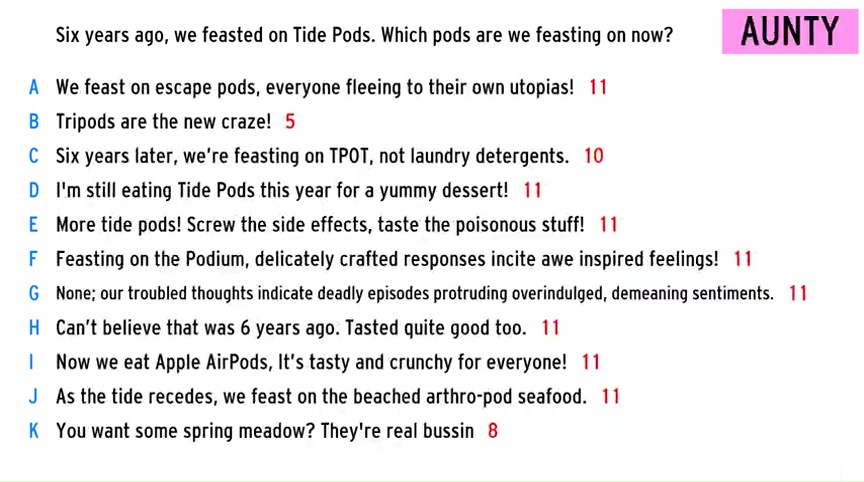 Six years ago, we feasted on Tide Pods. Which pods are we feasting on now?
AUNTY
A We feast on escape pods, everyone fleeing to their own utopias! 11
B Tripods are the new craze! 5
C Six years later, we're feasting on TPOT, not laundry detergents. 10
D I'm still eating Tide Pods this year for a yummy dessert! 11
E More tide pods! Screw the side effects, taste the poisonous stuff! 11
F Feasting on the Podium, delicately crafted responses incite awe inspired feelings! 11
G None; our troubled thoughts indicate deadly episodes protruding overindulged, demeaning sentiments. 11
H Can't believe that was 6 years ago. Tasted quite good too. 11
I Now we eat Apple AirPods, It's tasty and crunchy for everyone! 11
J As the tide recedes, we feast on the beached arthro-pod seafood. 11
K You want some spring meadow? They're real bussin 8